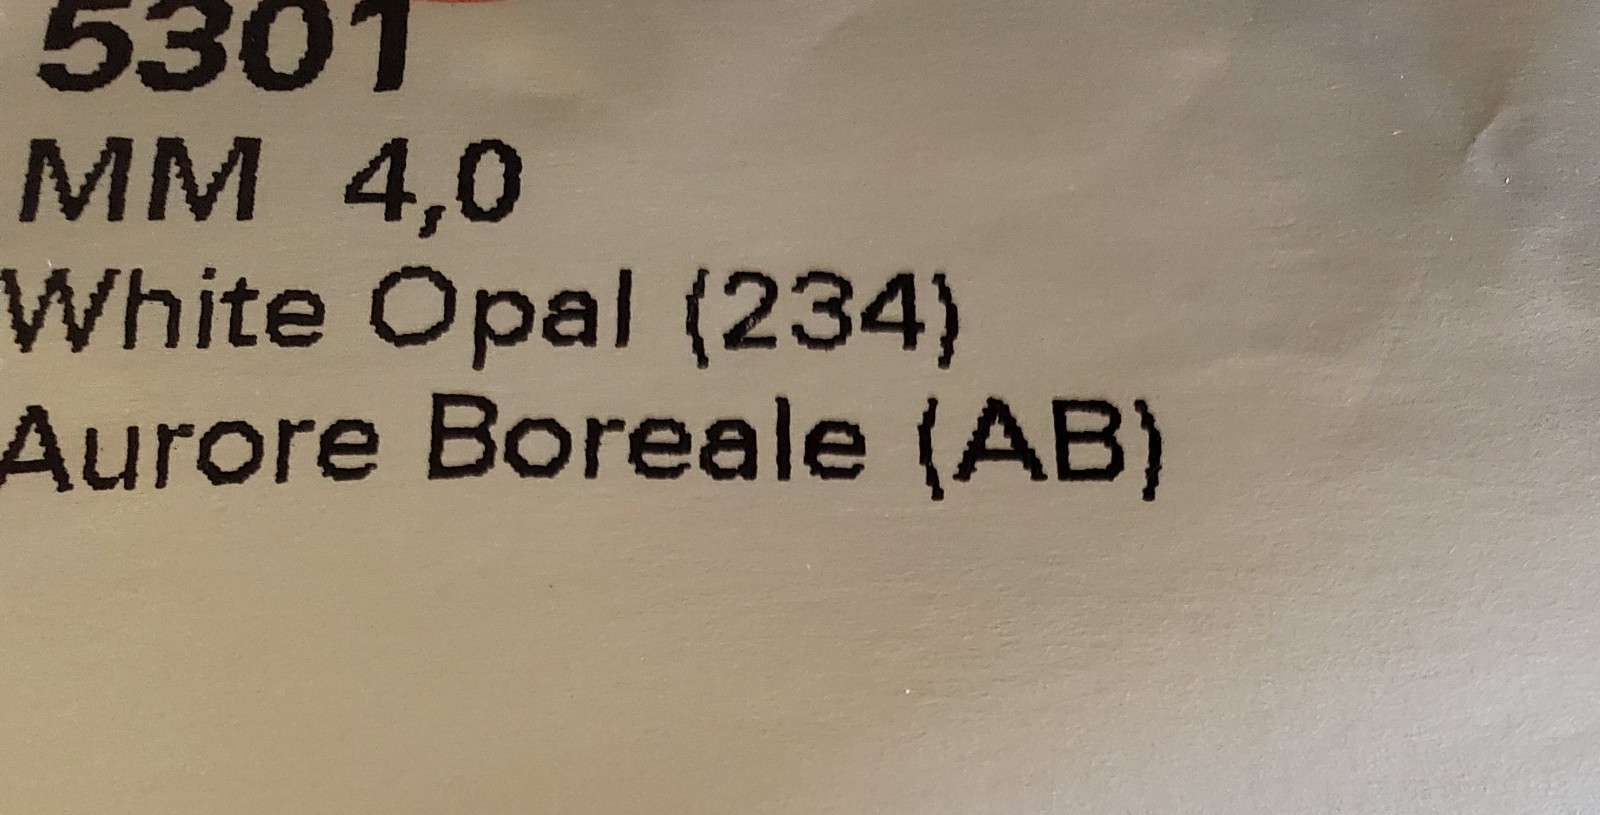 5301
MM 4,0
White Opal (234)
Aurore Boreale (AB)